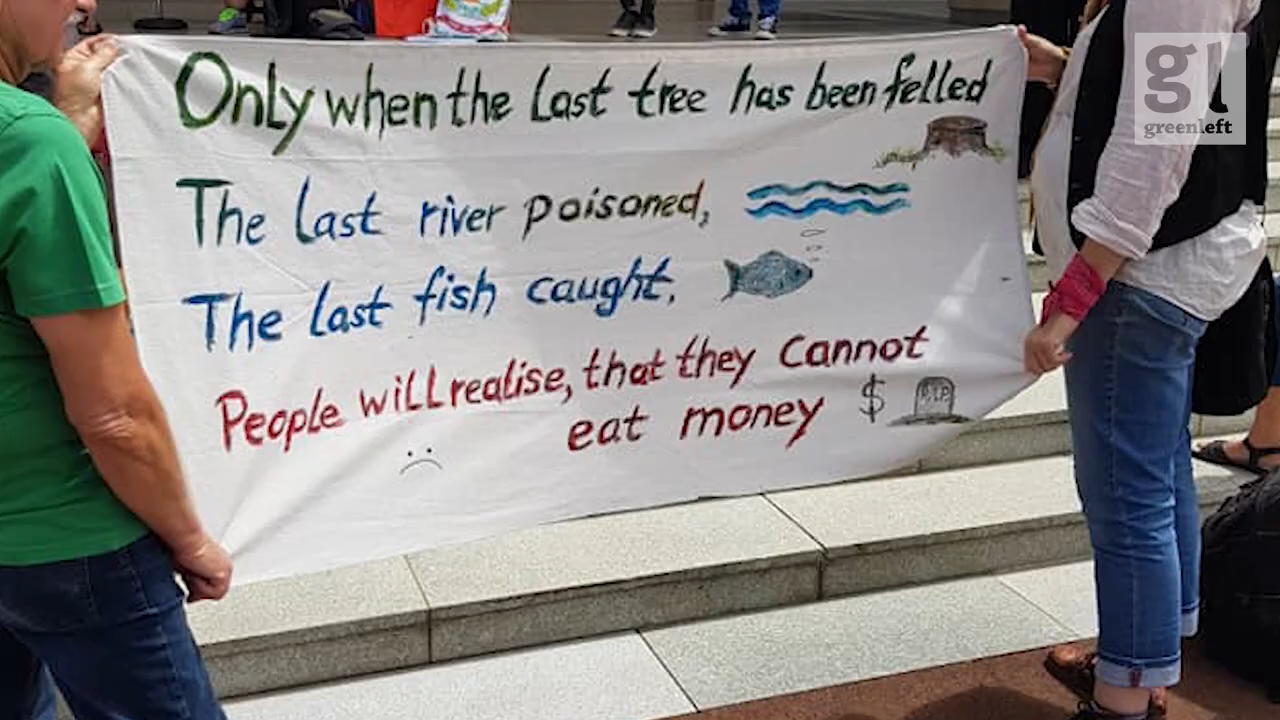 gl
greenleft
Only when the last tree has been felled
The last river poisoned,
The last fish caught.
People will realise, that they cannot
eat money $
R.I.P